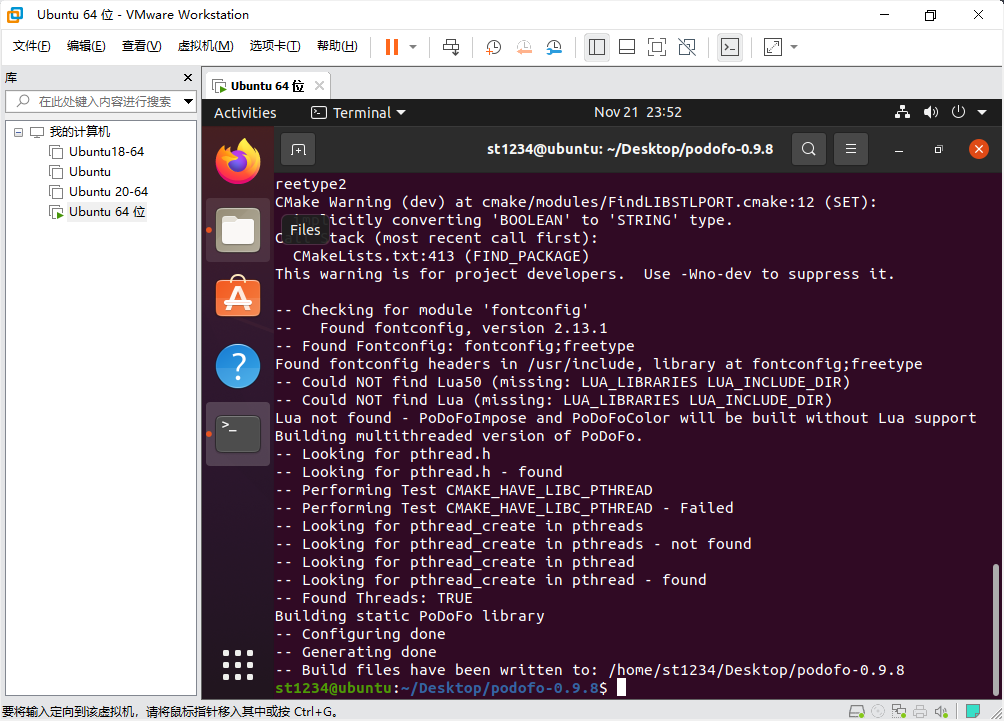 Ubuntu 64 位 - VMware Workstation
文件(F) 编辑(E) 查看(V) 虚拟机(M) 选项卡(T) 帮助(H)
库
在此处键入内容进行搜索
我的计算机
Ubuntu18-64
Ubuntu
Ubuntu 20-64
Ubuntu 64 位
Ubuntu 64 位
Activities Terminal Nov 21 23:52
st1234@ubuntu: ~/Desktop/podofo-0.9.8
Files
reetype2
CMake Warning (dev) at cmake/modules/FindLIBSTLPORT.cmake:12 (SET):
implicitly converting 'BOOLEAN' to 'STRING' type.
Call Stack (most recent call first):
CMakeLists.txt:413 (FIND_PACKAGE)
This warning is for project developers.  Use -Wno-dev to suppress it.
-- Checking for module 'fontconfig'
--   Found fontconfig, version 2.13.1
-- Found Fontconfig: fontconfig;freetype
Found fontconfig headers in /usr/include, library at fontconfig;freetype
-- Could NOT find Lua50 (missing: LUA_LIBRARIES LUA_INCLUDE_DIR)
-- Could NOT find Lua (missing: LUA_LIBRARIES LUA_INCLUDE_DIR)
Lua not found - PoDoFoImpose and PoDoFoColor will be built without Lua support
Building multithreaded version of PoDoFo.
-- Looking for pthread.h
-- Looking for pthread.h - found
-- Performing Test CMAKE_HAVE_LIBC_PTHREAD
-- Performing Test CMAKE_HAVE_LIBC_PTHREAD - Failed
-- Looking for pthread_create in pthreads
-- Looking for pthread_create in pthreads - not found
-- Looking for pthread_create in pthread
-- Looking for pthread_create in pthread - found
-- Found Threads: TRUE
Building static PoDoFo library
-- Configuring done
-- Generating done
-- Build files have been written to: /home/st1234/Desktop/podofo-0.9.8
st1234@ubuntu:~/Desktop/podofo-0.9.8$
要将输入定向到该虚拟机，请将鼠标指针移入其中或按 Ctrl+G。